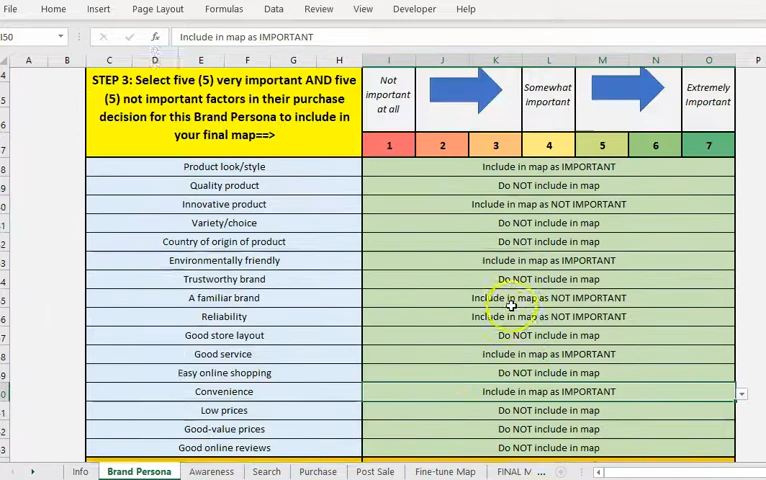 File Home Insert Page Layout Formulas Data Review View Developer Help
I50 fx Include in map as IMPORTANT
A B C D E F G H I J K L M N O P
STEP 3: Select five (5) very important AND five
(5) not important factors in their purchase
decision for this Brand Persona to include in
your final map==>
Not
important
at all
Somewhat
important
Extremely
Important
1 2 3 4 5 6 7
Product look/style Include in map as IMPORTANT
Quality product Do NOT include in map
Innovative product Include in map as NOT IMPORTANT
Variety/choice Do NOT include in map
Country of origin of product Do NOT include in map
Environmentally friendly Include in map as IMPORTANT
Trustworthy brand Do NOT include in map
A familiar brand Include in map as NOT IMPORTANT
Reliability Include in map as NOT IMPORTANT
Good store layout Do NOT include in map
Good service Include in map as IMPORTANT
Easy online shopping Do NOT include in map
Convenience Include in map as IMPORTANT
Low prices Do NOT include in map
Good-value prices Do NOT include in map
Good online reviews Do NOT include in map
Info Brand Persona Awareness Search Purchase Post Sale Fine-tune Map FINAL M ...